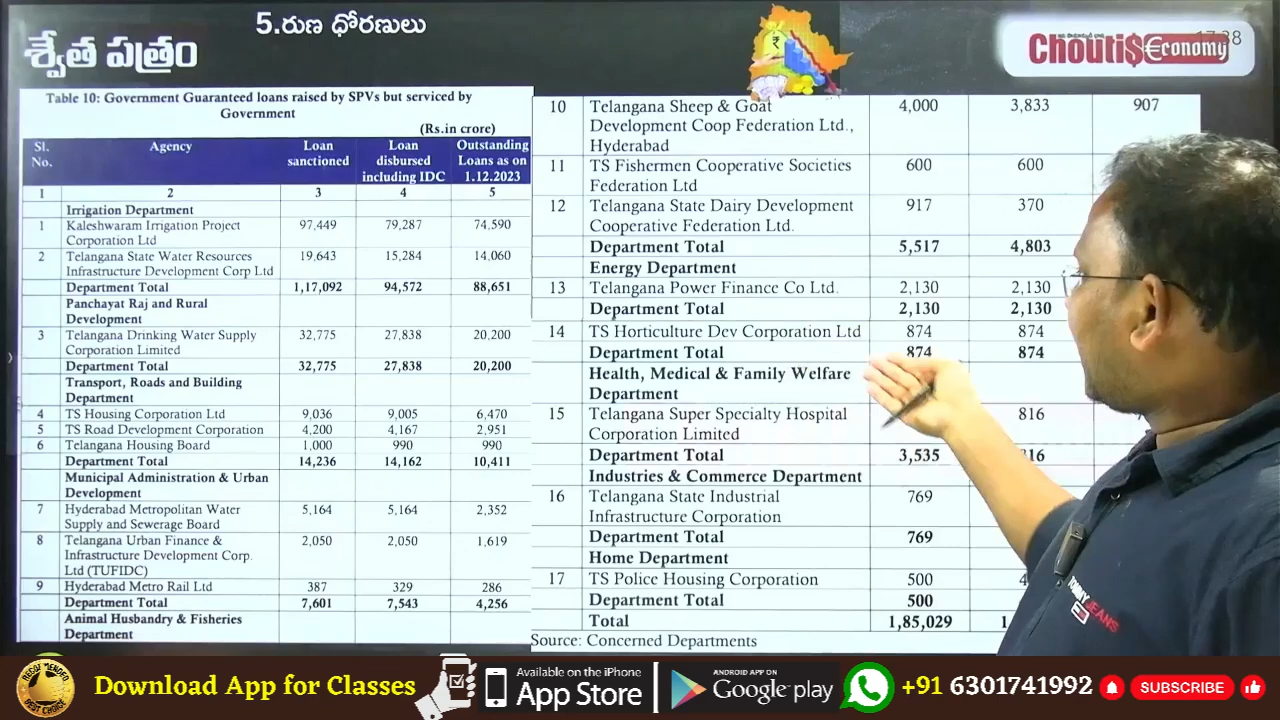 5.రుణ ధోరణులు
శ్వేత పత్రం
Choutis €conomy
Table 10: Government Guaranteed loans raised by SPVs but serviced by
Government
(Rs.in crore)
Sl. No. Agency Loan sanctioned Loan disbursed including IDC Outstanding Loans as on 1.12.2023
1 2 3 4 5
Irrigation Department
1 Kaleshwaram Irrigation Project Corporation Ltd 97,449 79,287 74,590
2 Telangana State Water Resources Infrastructure Development Corp Ltd 19,643 15,284 14,060
Department Total 1,17,092 94,572 88,651
Panchayat Raj and Rural Development
3 Telangana Drinking Water Supply Corporation Limited 32,775 27,838 20,200
Department Total 32,775 27,838 20,200
Transport, Roads and Building Department
4 TS Housing Corporation Ltd 9,036 9,005 6,470
5 TS Road Development Corporation 4,200 4,167 2,951
6 Telangana Housing Board 1,000 990 990
Department Total 14,236 14,162 10,411
Municipal Administration & Urban Development
7 Hyderabad Metropolitan Water Supply and Sewerage Board 5,164 5,164 2,352
8 Telangana Urban Finance & Infrastructure Development Corp. Ltd (TUFIDC) 2,050 2,050 1,619
9 Hyderabad Metro Rail Ltd 387 329 286
Department Total 7,601 7,543 4,256
Animal Husbandry & Fisheries Department
10 Telangana Sheep & Goat Development Coop Federation Ltd., Hyderabad 4,000 3,833 907
11 TS Fishermen Cooperative Societies Federation Ltd 600 600
12 Telangana State Dairy Development Cooperative Federation Ltd. 917 370
Department Total 5,517 4,803
Energy Department
13 Telangana Power Finance Co Ltd. 2,130 2,130
Department Total 2,130 2,130
14 TS Horticulture Dev Corporation Ltd 874 874
Department Total 874 874
Health, Medical & Family Welfare Department
15 Telangana Super Specialty Hospital Corporation Limited 816
Department Total 3,535
Industries & Commerce Department
16 Telangana State Industrial Infrastructure Corporation 769
Department Total 769
Home Department
17 TS Police Housing Corporation 500
Department Total 500
Total 1,85,029
Source: Concerned Departments
TOMMY JEANS
Download App for Classes
Available on the iPhone
App Store
ANDROID APP ON
Google play
+91 6301741992
SUBSCRIBE